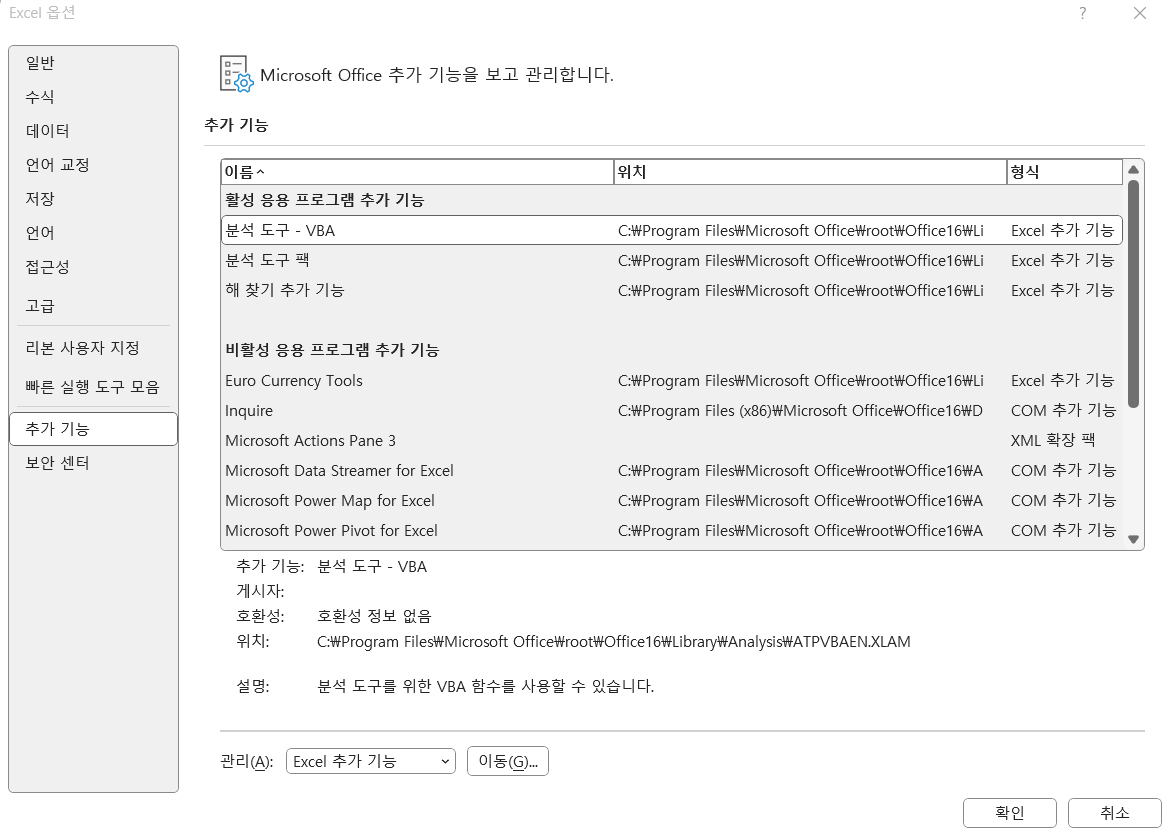 Excel 옵션
?
일반
수식
데이터
언어 교정
저장
언어
접근성
고급
리본 사용자 지정
빠른 실행 도구 모음
추가 기능
보안 센터
Microsoft Office 추가 기능을 보고 관리합니다.
추가 기능
이름 위치 형식
활성 응용 프로그램 추가 기능
분석 도구 - VBA C:₩Program Files₩Microsoft Office₩root₩Office16₩Li Excel 추가 기능
분석 도구 팩 C:₩Program Files₩Microsoft Office₩root₩Office16₩Li Excel 추가 기능
해 찾기 추가 기능 C:₩Program Files₩Microsoft Office₩root₩Office16₩Li Excel 추가 기능
비활성 응용 프로그램 추가 기능
Euro Currency Tools C:₩Program Files₩Microsoft Office₩root₩Office16₩Li Excel 추가 기능
Inquire C:₩Program Files (x86)₩Microsoft Office₩Office16₩D COM 추가 기능
Microsoft Actions Pane 3 XML 확장 팩
Microsoft Data Streamer for Excel C:₩Program Files₩Microsoft Office₩root₩Office16₩A COM 추가 기능
Microsoft Power Map for Excel C:₩Program Files₩Microsoft Office₩root₩Office16₩A COM 추가 기능
Microsoft Power Pivot for Excel C:₩Program Files₩Microsoft Office₩root₩Office16₩A COM 추가 기능
추가 기능: 분석 도구 - VBA
게시자:
호환성: 호환성 정보 없음
위치: C:₩Program Files₩Microsoft Office₩root₩Office16₩Library₩Analysis₩ATPVBAEN.XLAM
설명: 분석 도구를 위한 VBA 함수를 사용할 수 있습니다.
관리(A): Excel 추가 기능 이동(G)...
확인 취소